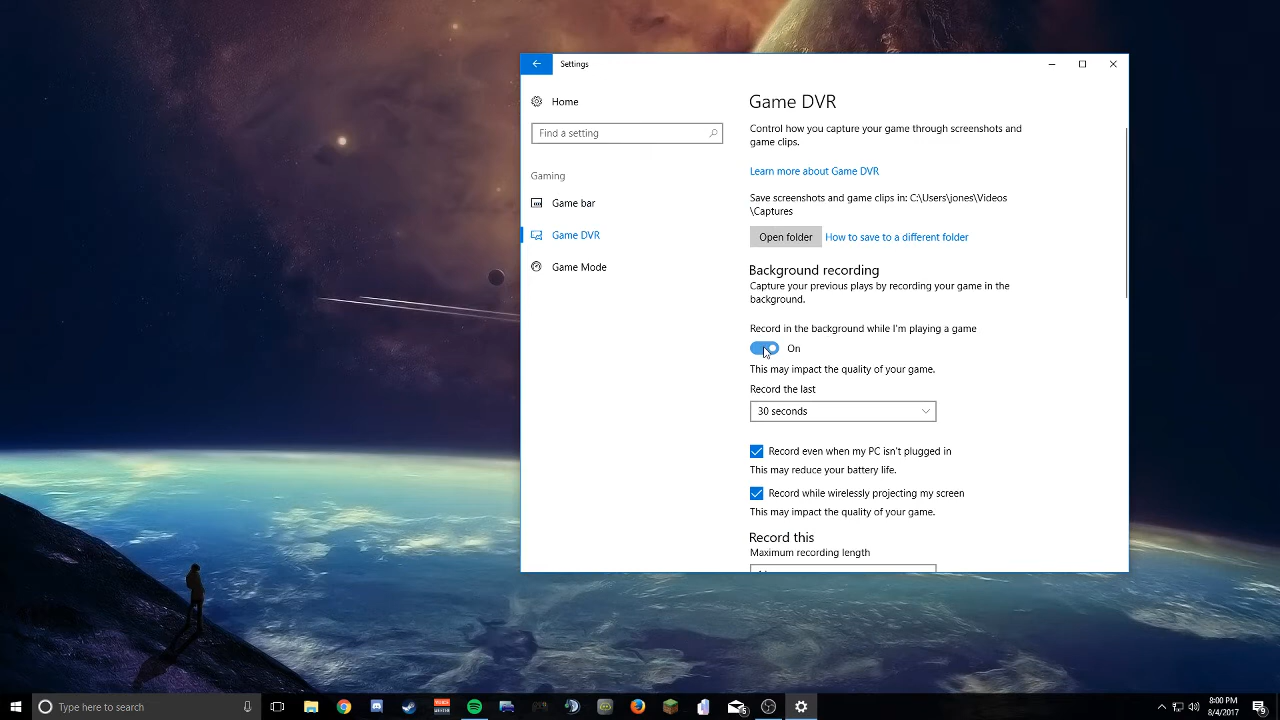 Settings
Home
Find a setting
Gaming
Game bar
Game DVR
Game Mode
Game DVR
Control how you capture your game through screenshots and
game clips.
Learn more about Game DVR
Save screenshots and game clips in: C:\Users\jones\Videos
\Captures
Open folder
How to save to a different folder
Background recording
Capture your previous plays by recording your game in the
background.
Record in the background while I'm playing a game
On
This may impact the quality of your game.
Record the last
30 seconds
Record even when my PC isn't plugged in
This may reduce your battery life.
Record while wirelessly projecting my screen
This may impact the quality of your game.
Record this
Maximum recording length
Type here to search
8:00 PM
8/4/2017